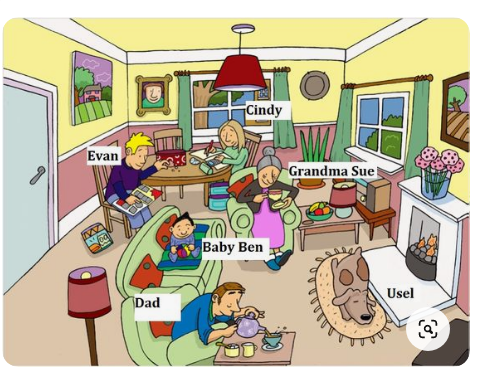 Cindy
Evan
Grandma Sue
Baby Ben
Usel
Dad